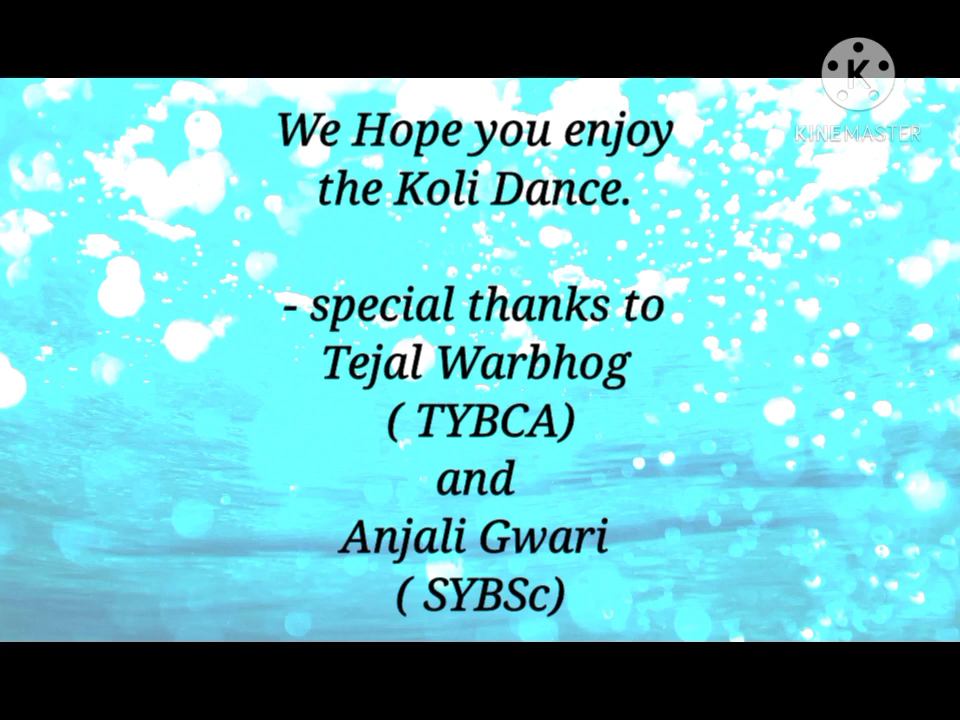 K
KINEMASTER
We Hope you enjoy
the Koli Dance.
- special thanks to
Tejal Warbhog
( TYBCA)
and
Anjali Gwari
( SYBSc)